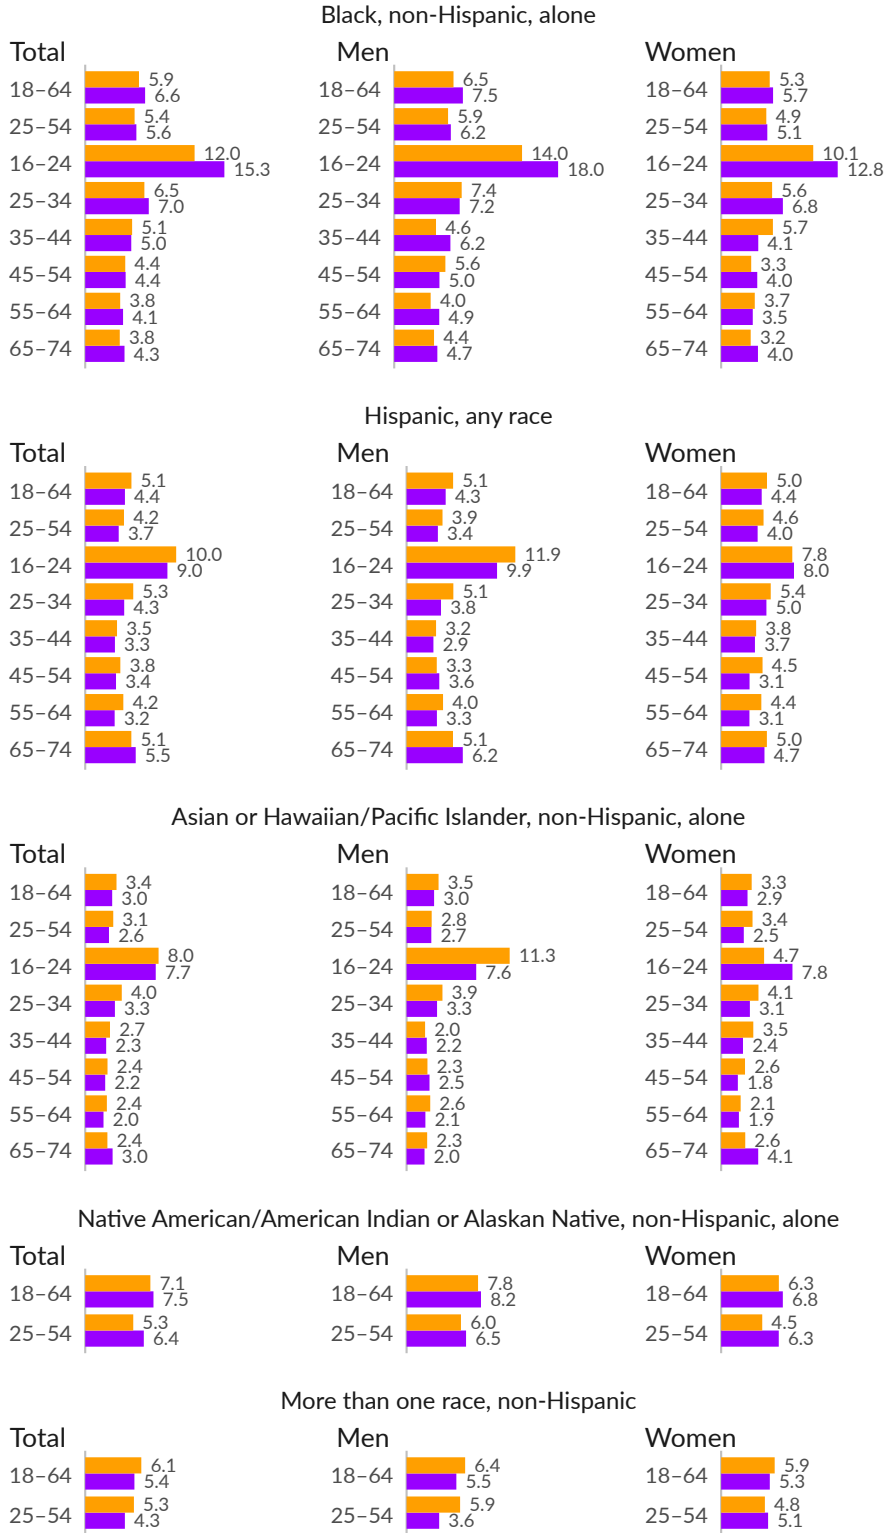 Black, non-Hispanic, alone
Total Men Women
18–64 5.9 6.6 18–64 6.5 7.5 18–64 5.3 5.7
25–54 5.4 5.6 25–54 5.9 6.2 25–54 4.9 5.1
16–24 12.0 15.3 16–24 14.0 18.0 16–24 10.1 12.8
25–34 6.5 7.0 25–34 7.4 7.2 25–34 5.6 6.8
35–44 5.1 5.0 35–44 4.6 6.2 35–44 5.7 4.1
45–54 4.4 4.4 45–54 5.6 5.0 45–54 3.3 4.0
55–64 3.8 4.1 55–64 4.0 4.9 55–64 3.7 3.5
65–74 3.8 4.3 65–74 4.4 4.7 65–74 3.2 4.0
Hispanic, any race
Total Men Women
18–64 5.1 4.4 18–64 5.1 4.3 18–64 5.0 4.4
25–54 4.2 3.7 25–54 3.9 3.4 25–54 4.6 4.0
16–24 10.0 9.0 16–24 11.9 9.9 16–24 7.8 8.0
25–34 5.3 4.3 25–34 5.1 3.8 25–34 5.4 5.0
35–44 3.5 3.3 35–44 3.2 2.9 35–44 3.8 3.7
45–54 3.8 3.4 45–54 3.3 3.6 45–54 4.5 3.1
55–64 4.2 3.2 55–64 4.0 3.3 55–64 4.4 3.1
65–74 5.1 5.5 65–74 5.1 6.2 65–74 5.0 4.7
Asian or Hawaiian/Pacific Islander, non-Hispanic, alone
Total Men Women
18–64 3.4 3.0 18–64 3.5 3.0 18–64 3.3 2.9
25–54 3.1 2.6 25–54 2.8 2.7 25–54 3.4 2.5
16–24 8.0 7.7 16–24 11.3 7.6 16–24 4.7 7.8
25–34 4.0 3.3 25–34 3.9 3.3 25–34 4.1 3.1
35–44 2.7 2.3 35–44 2.0 2.2 35–44 3.5 2.4
45–54 2.4 2.2 45–54 2.3 2.5 45–54 2.6 1.8
55–64 2.4 2.0 55–64 2.6 2.1 55–64 2.1 1.9
65–74 2.4 3.0 65–74 2.3 2.0 65–74 2.6 4.1
Native American/American Indian or Alaskan Native, non-Hispanic, alone
Total Men Women
18–64 7.1 7.5 18–64 7.8 8.2 18–64 6.3 6.8
25–54 5.3 6.4 25–54 6.0 6.5 25–54 4.5 6.3
More than one race, non-Hispanic
Total Men Women
18–64 6.1 5.4 18–64 6.4 5.5 18–64 5.9 5.3
25–54 5.3 4.3 25–54 5.9 3.6 25–54 4.8 5.1